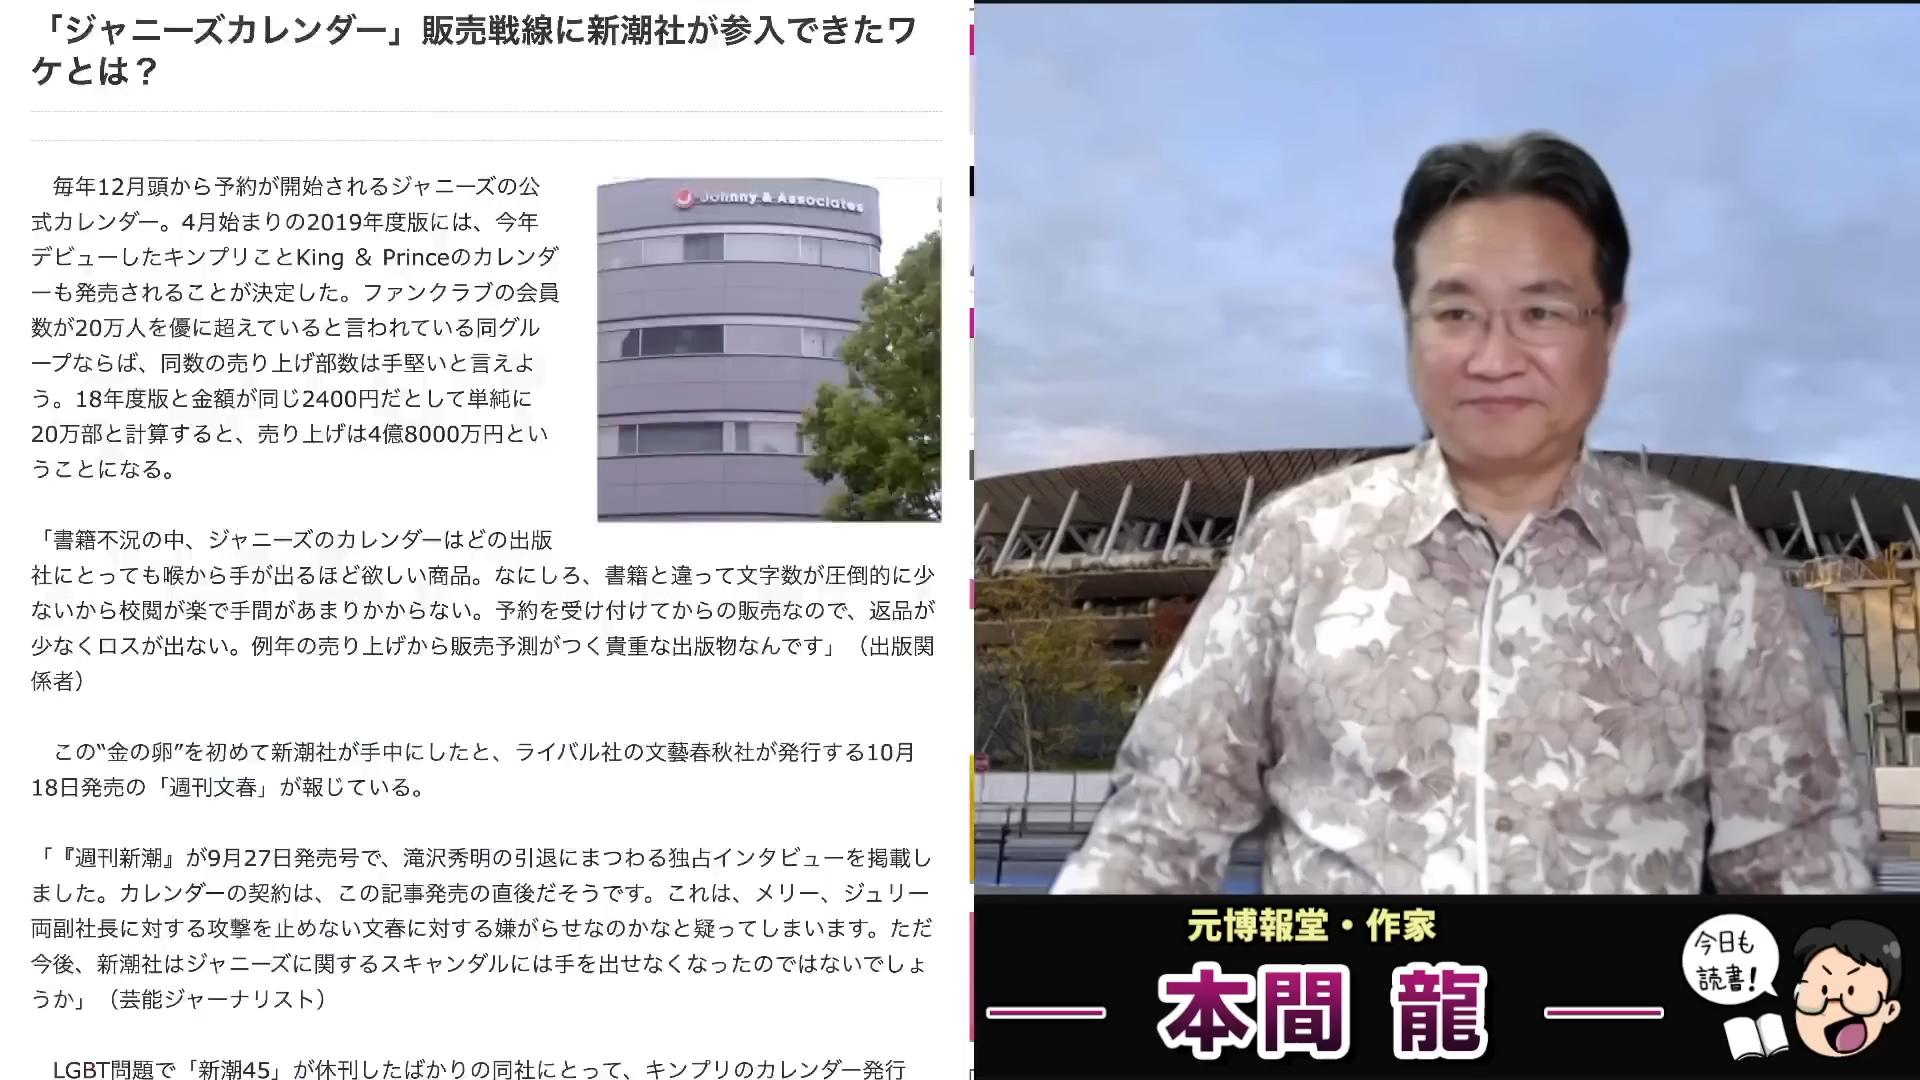 「ジャニーズカレンダー」販売戦線に新潮社が参入できたワ
ケとは？
毎年12月頭から予約が開始されるジャニーズの公
式カレンダー。4月始まりの2019年度版には、今年
デビューしたキンプリことKing ＆ Princeのカレンダ
ーも発売されることが決定した。ファンクラブの会員
数が20万人を優に超えていると言われている同グル
ープならば、同数の売り上げ部数は手堅いと言えよ
う。18年度版と金額が同じ2400円だとして単純に
20万部と計算すると、売り上げは4億8000万円とい
うことになる。
Johnny & Associates
「書籍不況の中、ジャニーズのカレンダーはどの出版
社にとっても喉から手が出るほど欲しい商品。なにしろ、書籍と違って文字数が圧倒的に少
ないから校閲が楽で手間があまりかからない。予約を受け付けてからの販売なので、返品が
少なくロスが出ない。例年の売り上げから販売予測がつく貴重な出版物なんです」（出版関
係者）
この“金の卵”を初めて新潮社が手中にしたと、ライバル社の文藝春秋社が発行する10月
18日発売の「週刊文春」が報じている。
「『週刊新潮』が9月27日発売号で、滝沢秀明の引退にまつわる独占インタビューを掲載し
ました。カレンダーの契約は、この記事発売の直後だそうです。これは、メリー、ジュリー
両副社長に対する攻撃を止めない文春に対する嫌がらせなのかなと疑ってしまいます。ただ
今後、新潮社はジャニーズに関するスキャンダルには手を出せなくなったのではないでしょ
うか」（芸能ジャーナリスト）
LGBT問題で「新潮45」が休刊したばかりの同社にとって、キンプリのカレンダー発行
元博報堂・作家
本間 龍
今日も
読書!